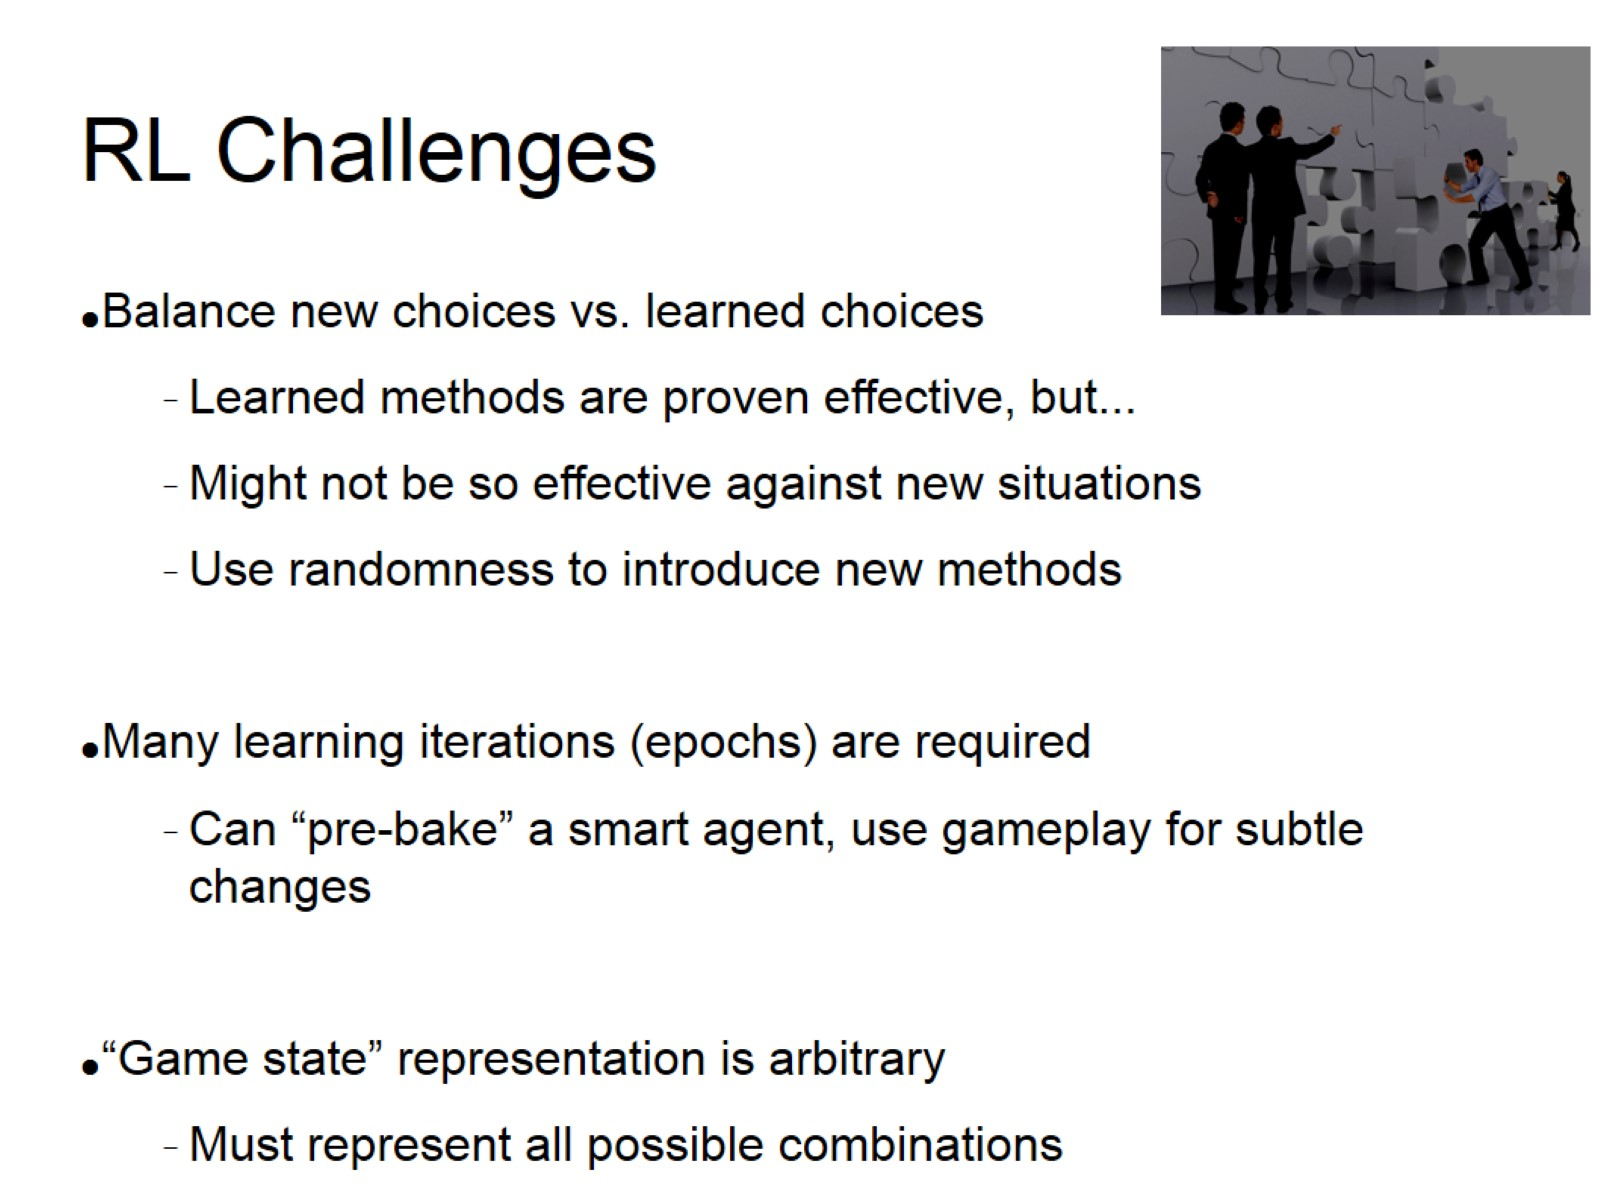 RL Challenges
●Balance new choices vs. learned choices
– Learned methods are proven effective, but...
– Might not be so effective against new situations
– Use randomness to introduce new methods
●Many learning iterations (epochs) are required
– Can “pre-bake” a smart agent, use gameplay for subtle
changes
●“Game state” representation is arbitrary
– Must represent all possible combinations